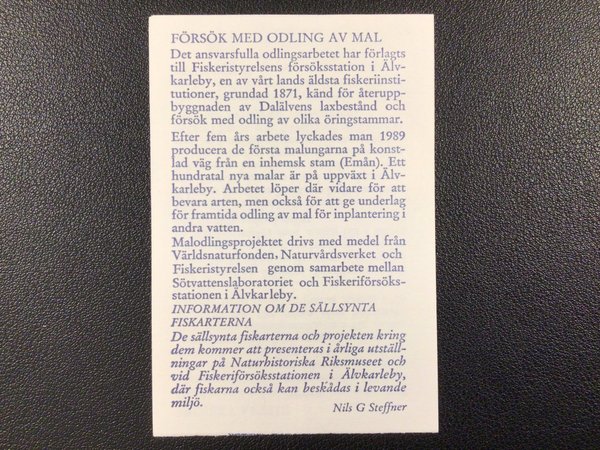 FÖRSÖK MED ODLING AV MAL
Det ansvarsfulla odlingsarbetet har förlagts
till Fiskeristyrelsens försöksstation i Älv-
karleby, en av vårt lands äldsta fiskeriinsti-
tutioner, grundad 1871, känd för återupp-
byggnaden av Dalälvens laxbestånd och
försök med odling av olika öringstammar.
Efter fem års arbete lyckades man 1989
producera de första malungarna på konst-
lad väg från en inhemsk stam (Emån). Ett
hundratal nya malar är på uppväxt i Älv-
karleby. Arbetet löper där vidare för att
bevara arten, men också för att ge underlag
för framtida odling av mal för inplantering i
andra vatten.
Malodlingsprojektet drivs med medel från
Världsnaturfonden, Naturvårdsverket och
Fiskeristyrelsen genom samarbete mellan
Sötvattenslaboratoriet och Fiskeriförsöks-
stationen i Älvkarleby.
INFORMATION OM DE SÄLLSYNTA
FISKARTERNA
De sällsynta fiskarterna och projekten kring
dem kommer att presenteras i årliga utställ-
ningar på Naturhistoriska Riksmuseet och
vid Fiskeriförsöksstationen i Älvkarleby,
där fiskarna också kan beskådas i levande
miljö.
Nils G Steffner